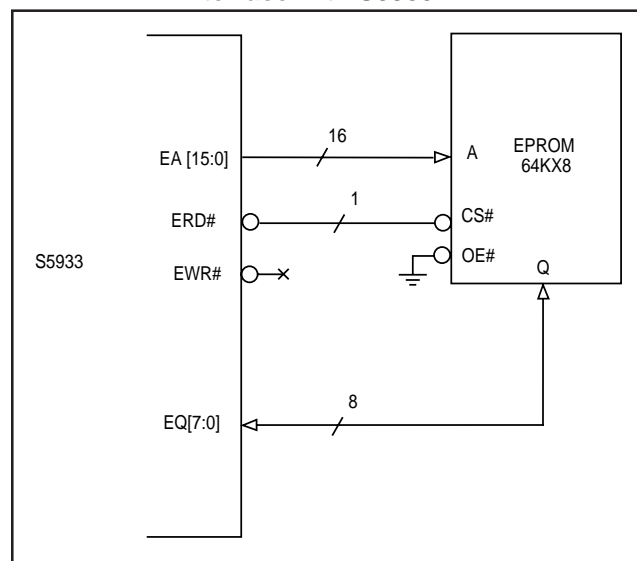 16
EA [15:0]
A
EPROM
64KX8
1
ERD#
CS#
OE#
S5933
EWR#
Q
8
EQ[7:0]